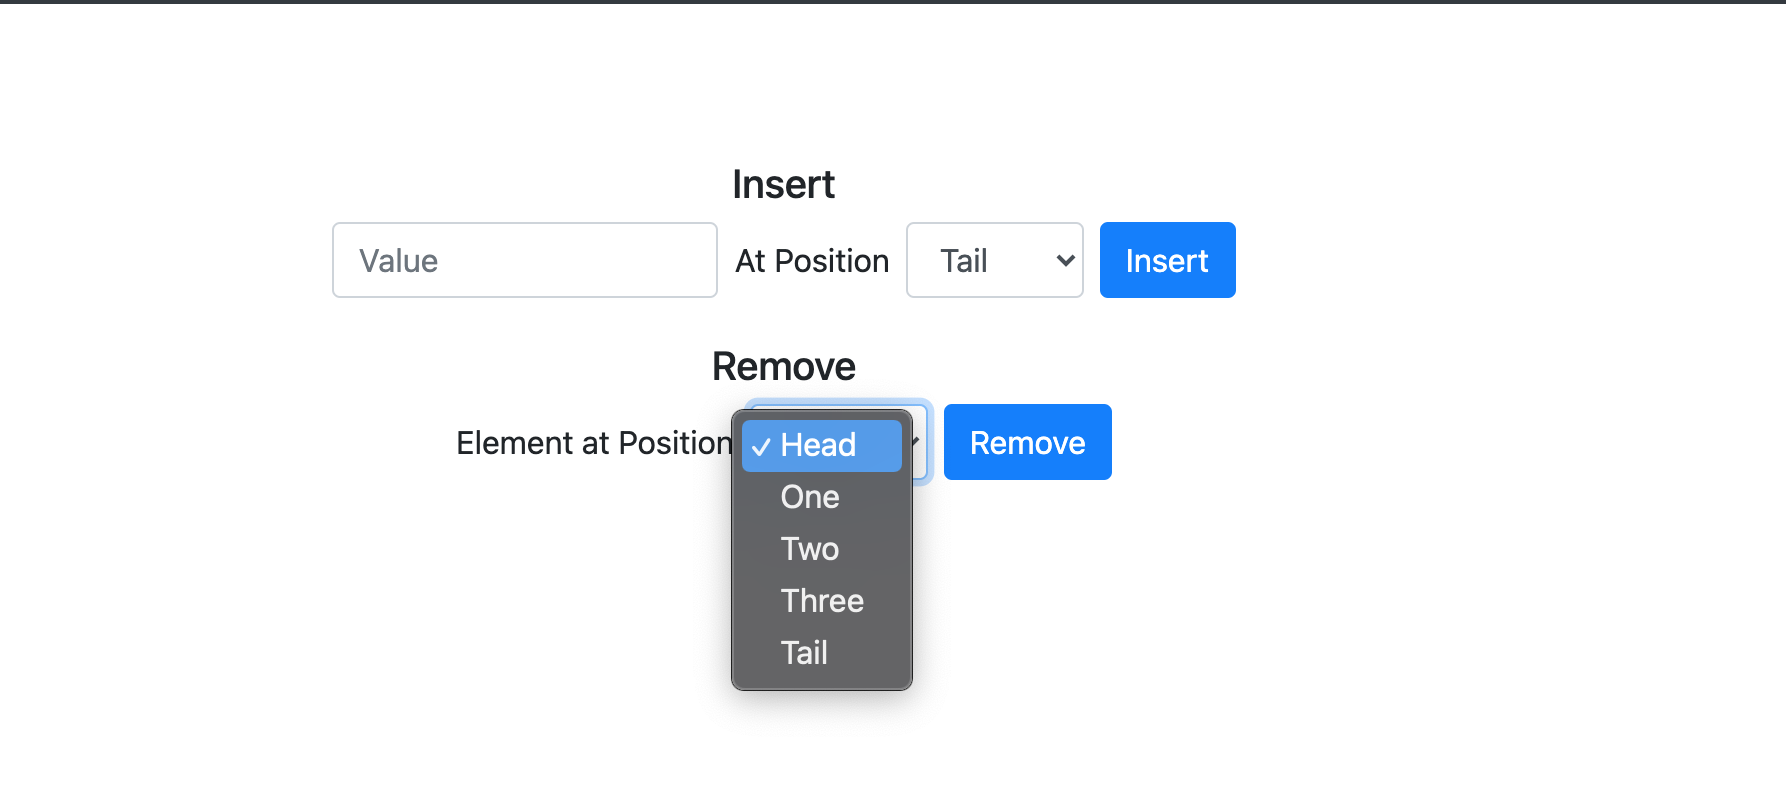 Insert
Value At Position Tail Insert
Remove
Element at Position ✓ Head Remove
One
Two
Three
Tail